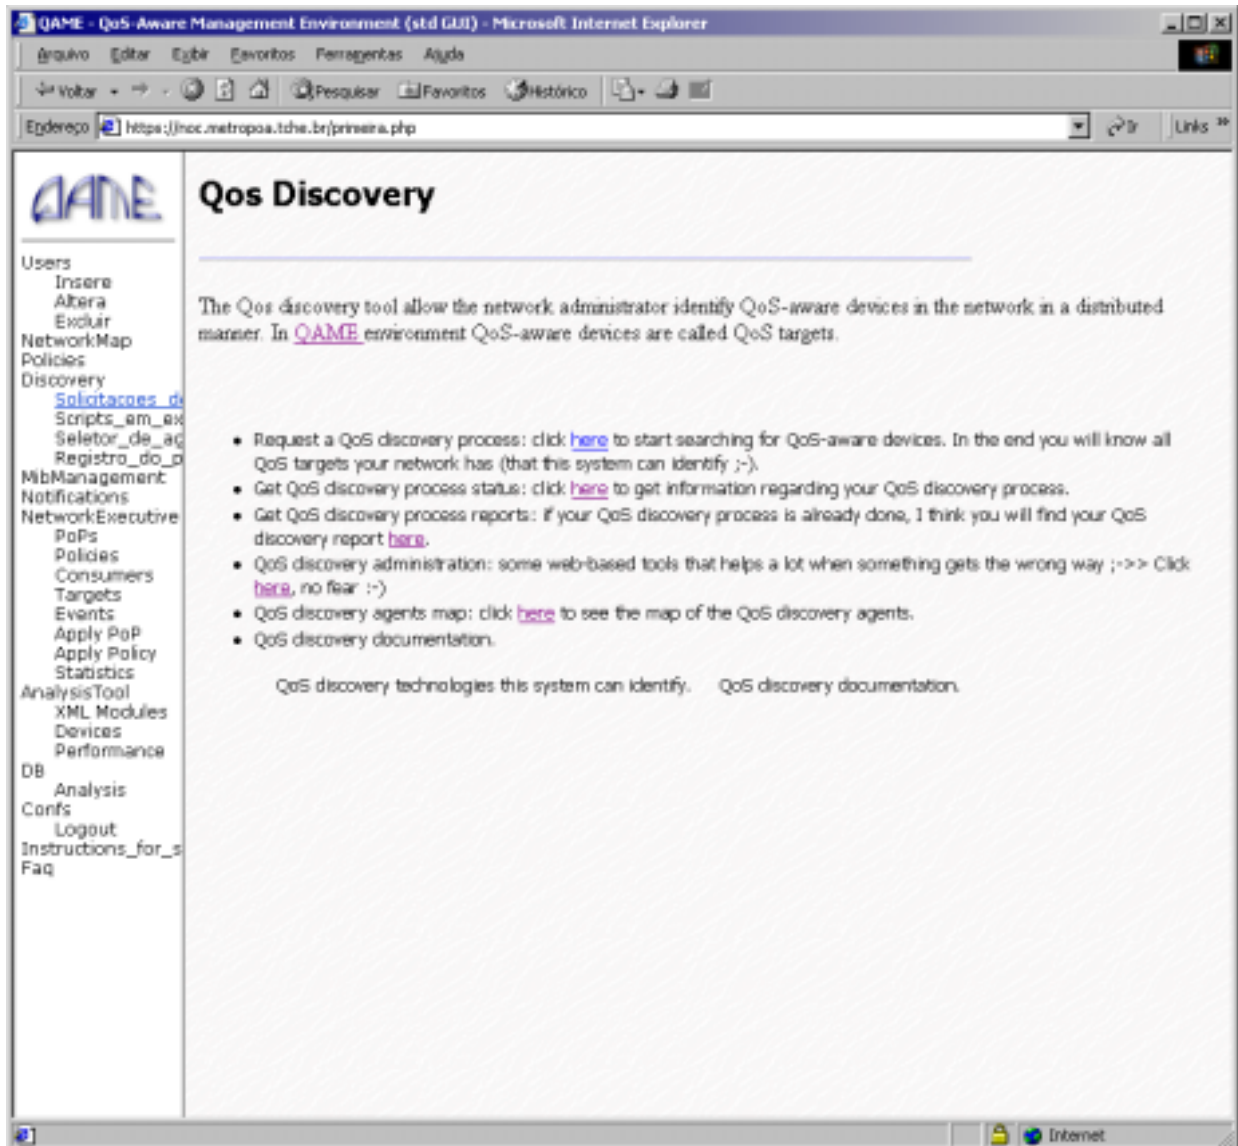 QAME - QoS-Aware Management Environment (std GUI) - Microsoft Internet Explorer
Arquivo Editar Exibir Favoritos Ferramentas Ajuda
Voltar Pesquisar Favoritos Histórico
Endereço https://noc.metropoa.tche.br/primeira.php Ir Links »
QAME
Users
Insere
Altera
Excluir
NetworkMap
Policies
Discovery
Solicitacoes_d
Scripts_em_ex
Seletor_de_ag
Registro_do_p
MibManagement
Notifications
NetworkExecutive
PoPs
Policies
Consumers
Targets
Events
Apply PoP
Apply Policy
Statistics
AnalysisTool
XML Modules
Devices
Performance
DB
Analysis
Confs
Logout
Instructions_for_s
Faq
Qos Discovery
The Qos discovery tool allow the network administrator identify QoS-aware devices in the network in a distributed
manner. In QAME environment QoS-aware devices are called QoS targets.
• Request a QoS discovery process: click here to start searching for QoS-aware devices. In the end you will know all
QoS targets your network has (that this system can identify ;-).
• Get QoS discovery process status: click here to get information regarding your QoS discovery process.
• Get QoS discovery process reports: if your QoS discovery process is already done, I think you will find your QoS
discovery report here.
• QoS discovery administration: some web-based tools that helps a lot when something gets the wrong way ;->> Click
here, no fear :-)
• QoS discovery agents map: click here to see the map of the QoS discovery agents.
• QoS discovery documentation.
QoS discovery technologies this system can identify. QoS discovery documentation.
Internet